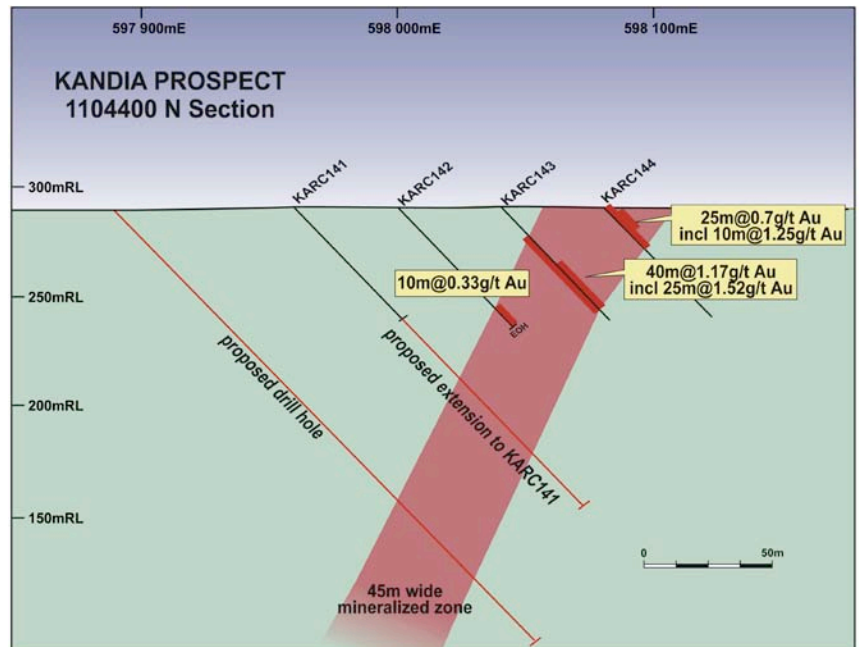 597 900mE
598 000mE
598 100mE
KANDIA PROSPECT
1104400 N Section
300mRL
KARC141
KARC142
KARC143
KARC144
25m@0.7g/t Au
incl 10m@1.25g/t Au
40m@1.17g/t Au
incl 25m@1.52g/t Au
10m@0.33g/t Au
250mRL
EOH
proposed drill hole
proposed extension to KARC141
200mRL
150mRL
0
50m
45m wide
mineralized zone